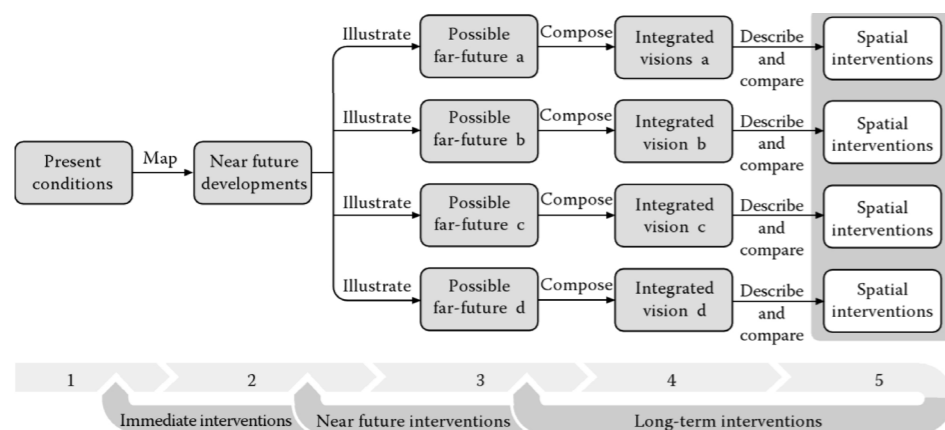 Illustrate
Possible
far-future a
Compose
Integrated
visions a
Describe
and
compare
Spatial
interventions
Illustrate
Possible
far-future b
Compose
Integrated
vision b
Describe
and
compare
Spatial
interventions
Present
conditions
Map
Near future
developments
Illustrate
Possible
far-future c
Compose
Integrated
vision c
Describe
and
compare
Spatial
interventions
Illustrate
Possible
far-future d
Compose
Integrated
vision d
Describe
and
compare
Spatial
interventions
1 2 3 4 5
Immediate interventions Near future interventions Long-term interventions